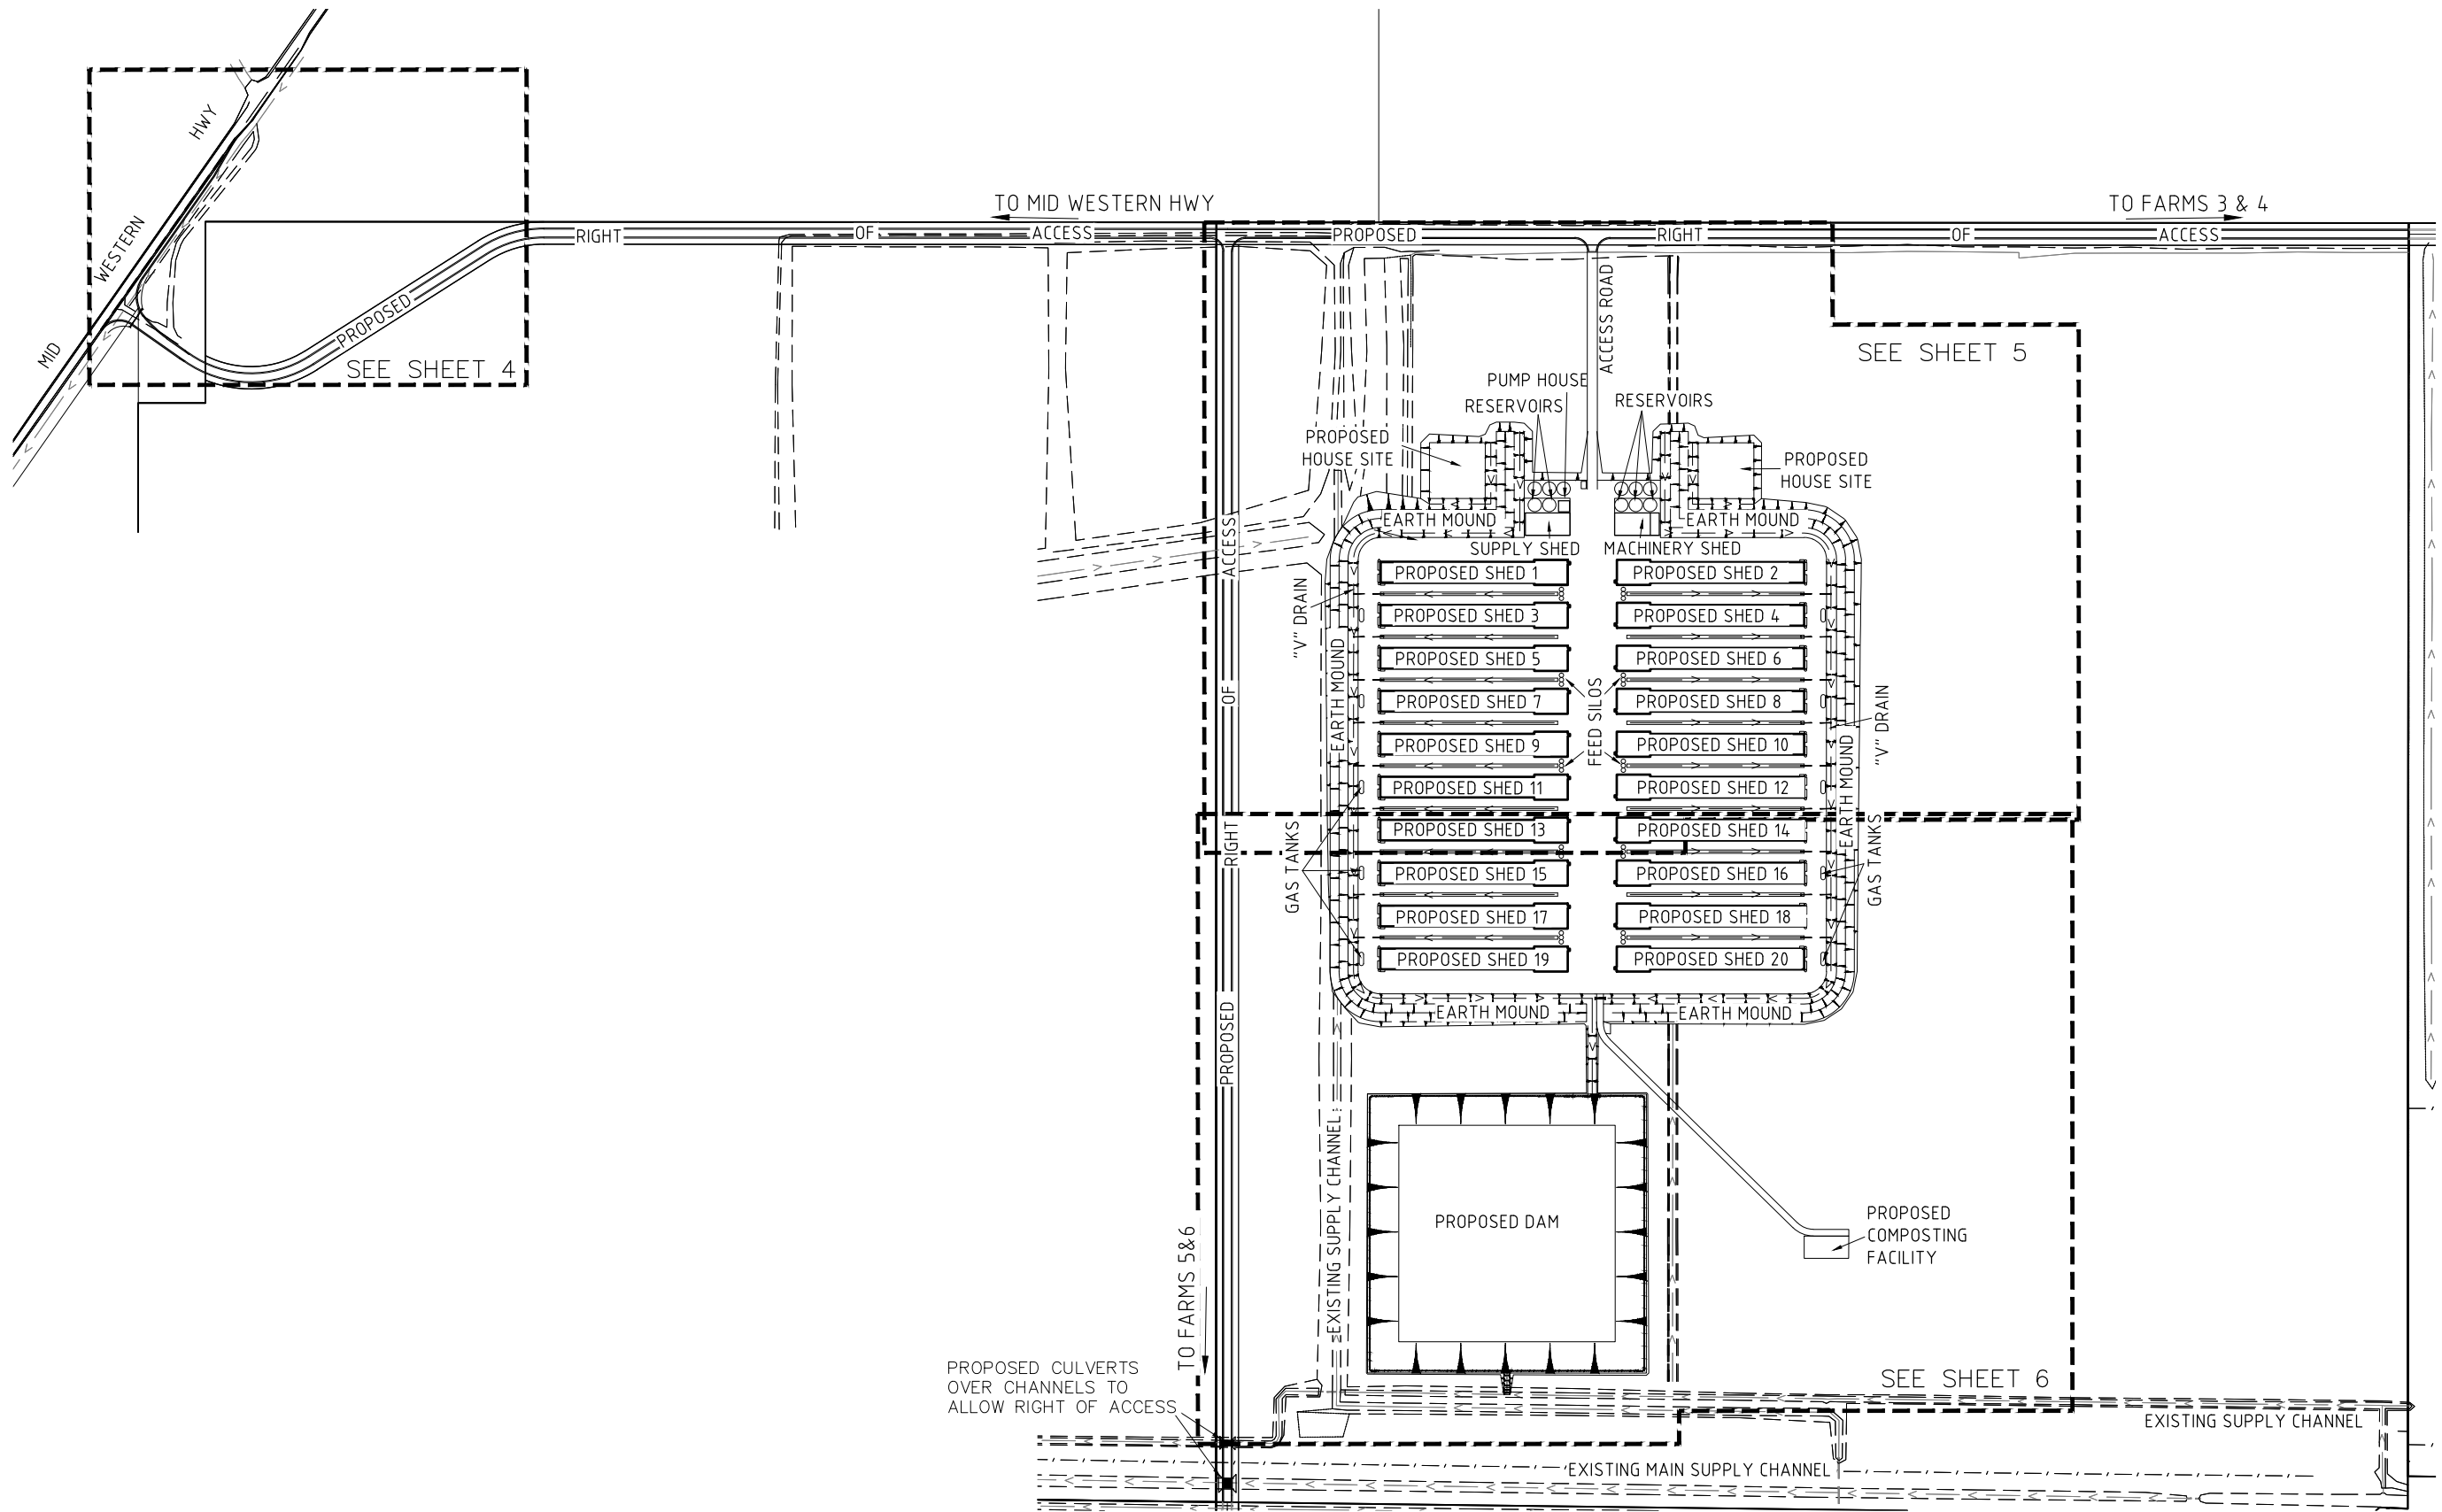 HWY
WESTERN
MID
TO MID WESTERN HWY
TO FARMS 3 & 4
RIGHT
OF
ACCESS
PROPOSED
RIGHT
OF
ACCESS
PROPOSED
SEE SHEET 4
SEE SHEET 5
ACCESS ROAD
PUMP HOUSE
RESERVOIRS
RESERVOIRS
PROPOSED
HOUSE SITE
PROPOSED
HOUSE SITE
EARTH MOUND
EARTH MOUND
SUPPLY SHED
MACHINERY SHED
ACCESS
OF
RIGHT
PROPOSED
"V" DRAIN
EARTH MOUND
PROPOSED SHED 1
PROPOSED SHED 2
PROPOSED SHED 3
PROPOSED SHED 4
PROPOSED SHED 5
PROPOSED SHED 6
PROPOSED SHED 7
PROPOSED SHED 8
PROPOSED SHED 9
PROPOSED SHED 10
PROPOSED SHED 11
PROPOSED SHED 12
PROPOSED SHED 13
PROPOSED SHED 14
PROPOSED SHED 15
PROPOSED SHED 16
PROPOSED SHED 17
PROPOSED SHED 18
PROPOSED SHED 19
PROPOSED SHED 20
FEED SILOS
"V" DRAIN
EARTH MOUND
GAS TANKS
GAS TANKS
EARTH MOUND
EARTH MOUND
EXISTING SUPPLY CHANNEL
PROPOSED DAM
PROPOSED
COMPOSTING
FACILITY
TO FARMS 5&6
PROPOSED CULVERTS
OVER CHANNELS TO
ALLOW RIGHT OF ACCESS
SEE SHEET 6
EXISTING SUPPLY CHANNEL
EXISTING MAIN SUPPLY CHANNEL